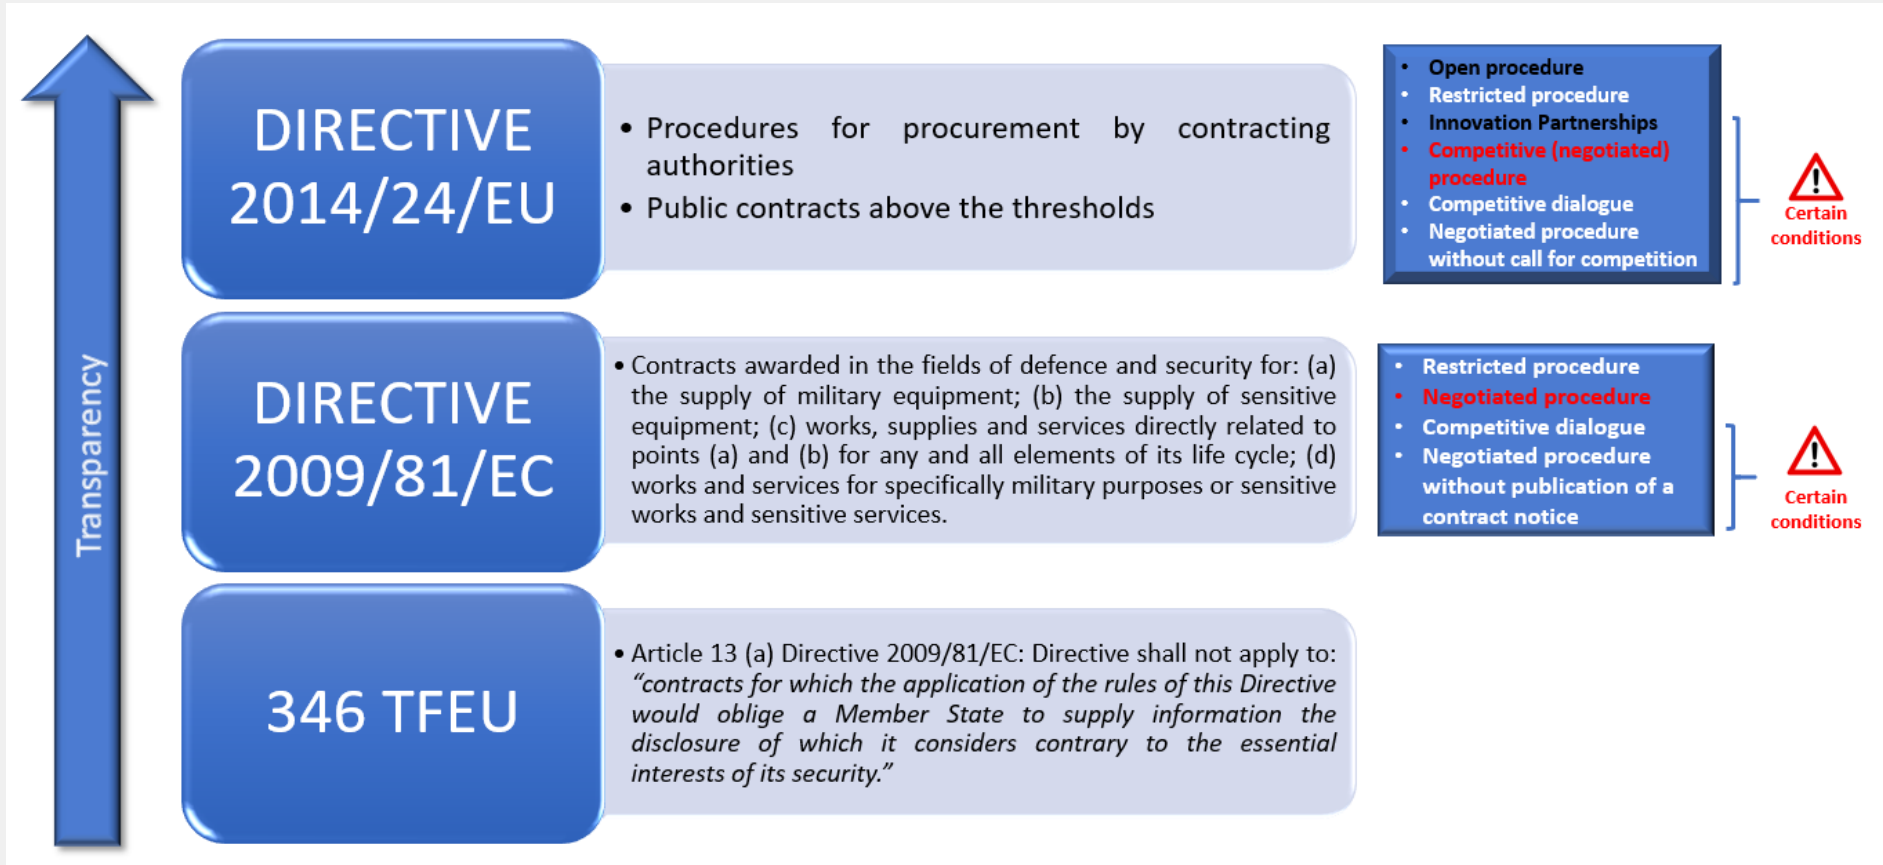 Transparency
DIRECTIVE
2014/24/EU
• Procedures for procurement by contracting
authorities
• Public contracts above the thresholds
• Open procedure
• Restricted procedure
• Innovation Partnerships
• Competitive (negotiated)
procedure
• Competitive dialogue
• Negotiated procedure
without call for competition
Certain
conditions
DIRECTIVE
2009/81/EC
• Contracts awarded in the fields of defence and security for: (a)
the supply of military equipment; (b) the supply of sensitive
equipment; (c) works, supplies and services directly related to
points (a) and (b) for any and all elements of its life cycle; (d)
works and services for specifically military purposes or sensitive
works and sensitive services.
• Restricted procedure
• Negotiated procedure
• Competitive dialogue
• Negotiated procedure
without publication of a
contract notice
Certain
conditions
346 TFEU
• Article 13 (a) Directive 2009/81/EC: Directive shall not apply to:
“contracts for which the application of the rules of this Directive
would oblige a Member State to supply information the
disclosure of which it considers contrary to the essential
interests of its security.”